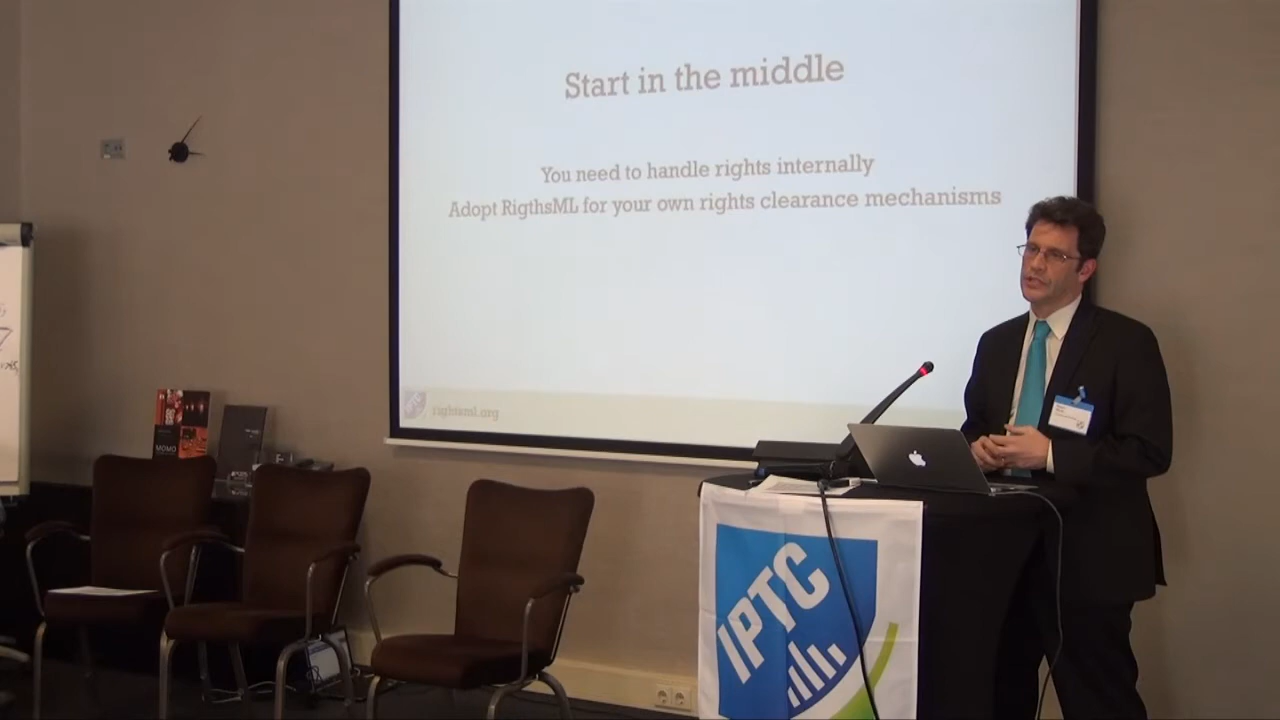 Start in the middle
You need to handle rights internally
Adopt RigthsML for your own rights clearance mechanisms
rightsml.org
MOMO
IPTC